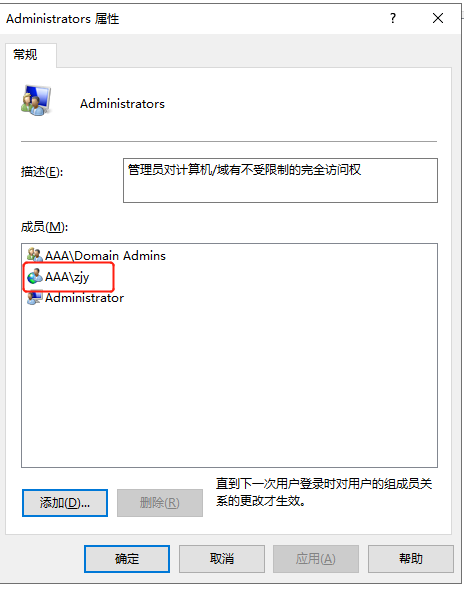 Administrators 属性
?
常规
Administrators
描述(E):
管理员对计算机/域有不受限制的完全访问权
成员(M):
AAA\Domain Admins
AAA\zjy
Administrator
添加(D)...
删除(R)
直到下一次用户登录时对用户的组成员关
系的更改才生效。
确定
取消
应用(A)
帮助